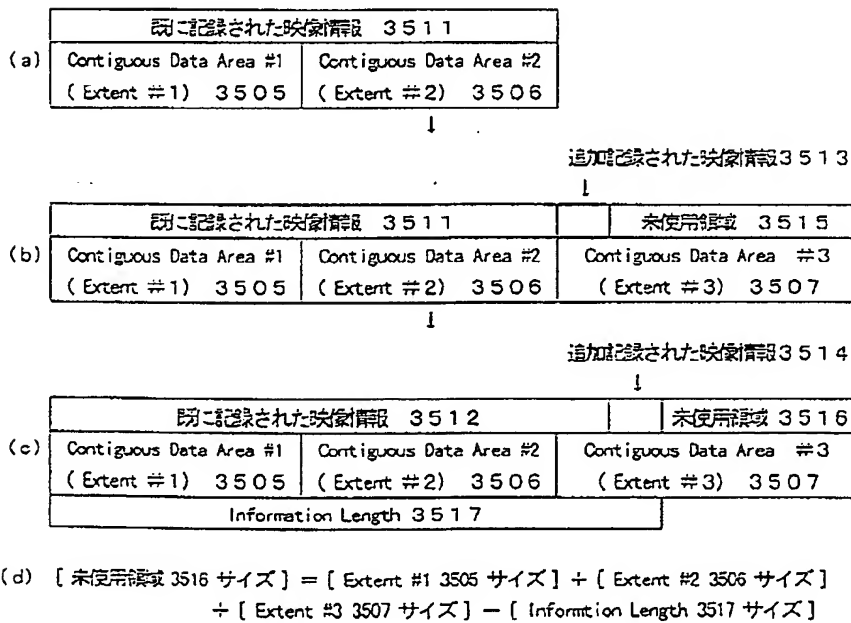 既に記録された映像情報 3511
(a) Contiguous Data Area #1 Contiguous Data Area #2
(Extent #1) 3505 (Extent #2) 3506
↓
追加記録された映像情報3513
↓
既に記録された映像情報 3511 未使用領域 3515
(b) Contiguous Data Area #1 Contiguous Data Area #2 Contiguous Data Area #3
(Extent #1) 3505 (Extent #2) 3506 (Extent #3) 3507
↓
追加記録された映像情報3514
↓
既に記録された映像情報 3512 未使用領域 3516
(c) Contiguous Data Area #1 Contiguous Data Area #2 Contiguous Data Area #3
(Extent #1) 3505 (Extent #2) 3506 (Extent #3) 3507
Information Length 3517
(d) [未使用領域 3516 サイズ] = [Extent #1 3505 サイズ] + [Extent #2 3506 サイズ]
+ [Extent #3 3507 サイズ] - [Informtion Length 3517 サイズ]